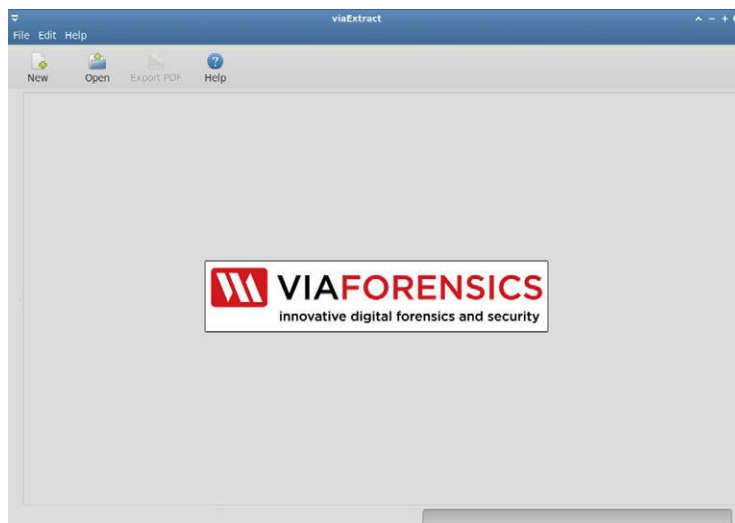 viaExtract
File Edit Help
New Open Export PDF Help
VIAFORENSICS
innovative digital forensics and security